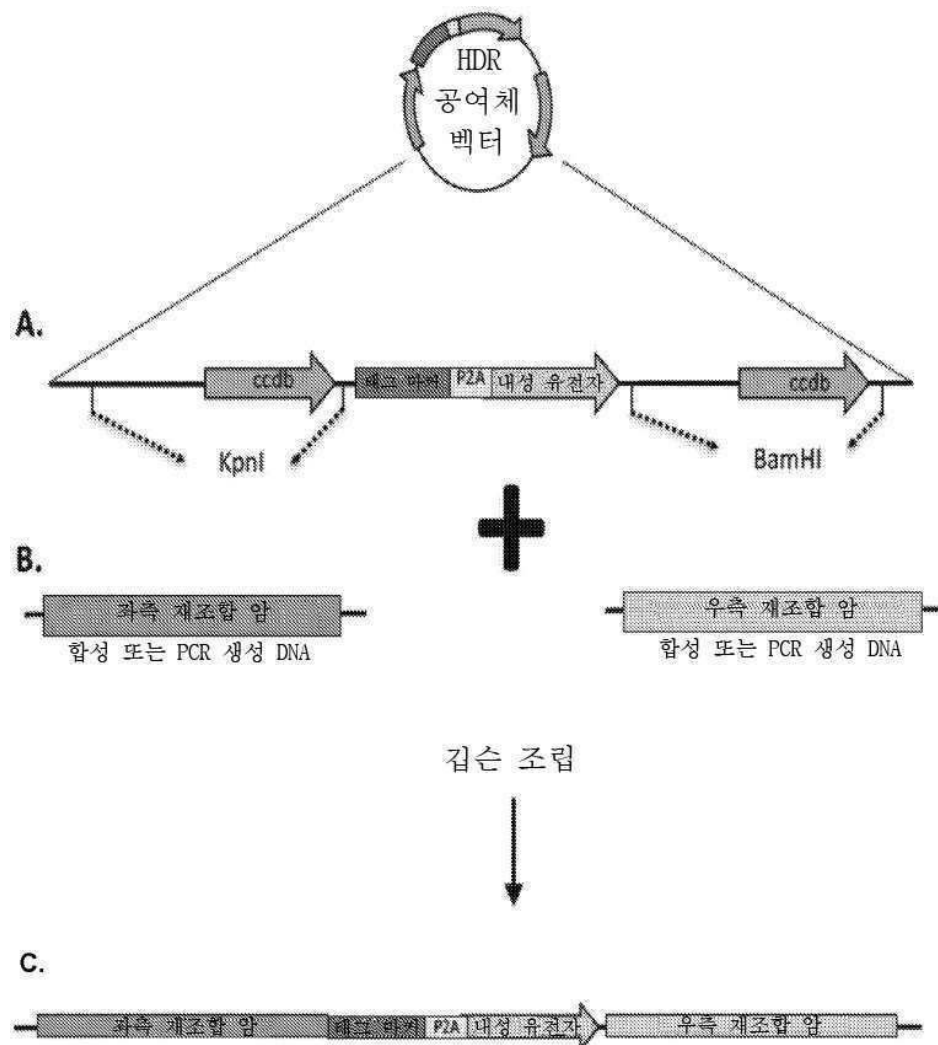 HDR
공여체
벡터
A.
ccdb 태그 마커 P2A 내성 유전자 ccdb
KpnI BamHI
B.
좌측 재조합 암 우측 재조합 암
합성 또는 PCR 생성 DNA 합성 또는 PCR 생성 DNA
깁슨 조립
C.
좌측 재조합 암 태그 마커 P2A 내성 유전자 우측 재조합 암